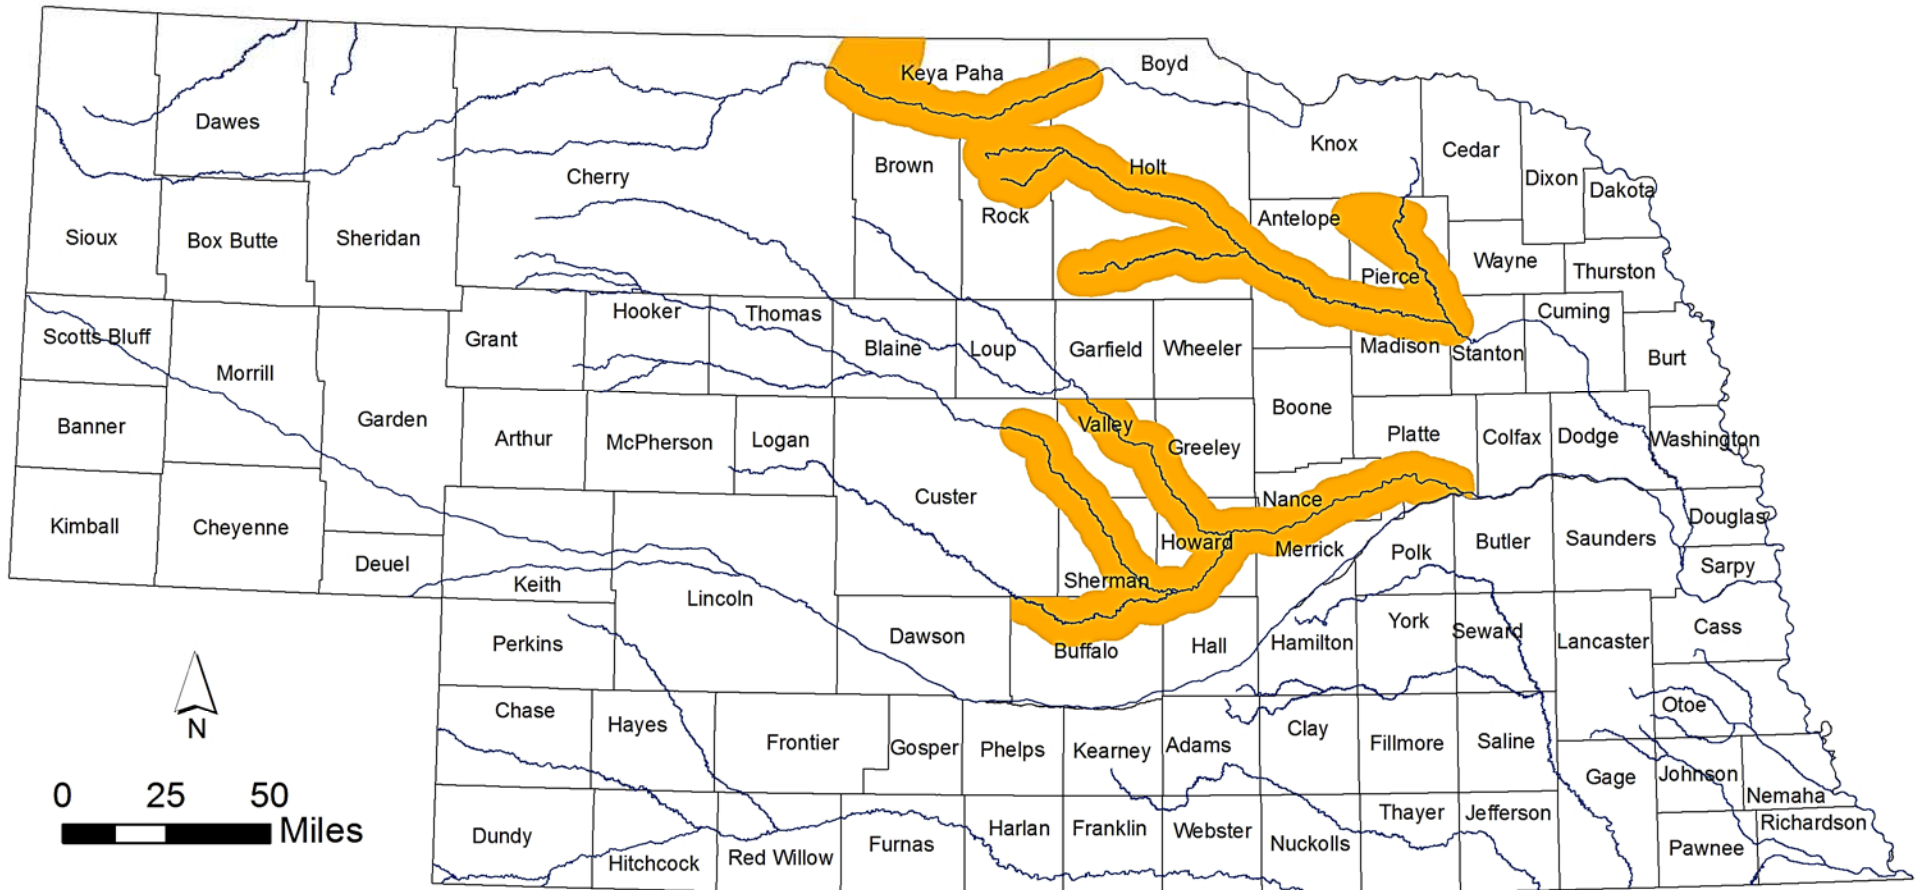 Keya Paha
Boyd
Dawes
Knox
Cedar
Cherry
Brown
Holt
Dixon
Dakota
Rock
Antelope
Sioux
Box Butte
Sheridan
Wayne
Thurston
Pierce
Scotts Bluff
Hooker
Thomas
Cuming
Grant
Blaine
Loup
Garfield
Wheeler
Madison
Stanton
Burt
Morrill
Banner
Garden
Arthur
McPherson
Logan
Valley
Greeley
Boone
Platte
Colfax
Dodge
Washington
Custer
Nance
Kimball
Cheyenne
Howard
Merrick
Polk
Butler
Saunders
Douglas
Deuel
Keith
Lincoln
Sherman
Sarpy
Perkins
Dawson
Buffalo
Hall
Hamilton
York
Seward
Lancaster
Cass
N
Chase
Hayes
Frontier
Gosper
Phelps
Kearney
Adams
Clay
Fillmore
Saline
Otoe
Gage
Johnson
Nemaha
0 25 50
Miles
Dundy
Hitchcock
Red Willow
Furnas
Harlan
Franklin
Webster
Nuckolls
Thayer
Jefferson
Pawnee
Richardson